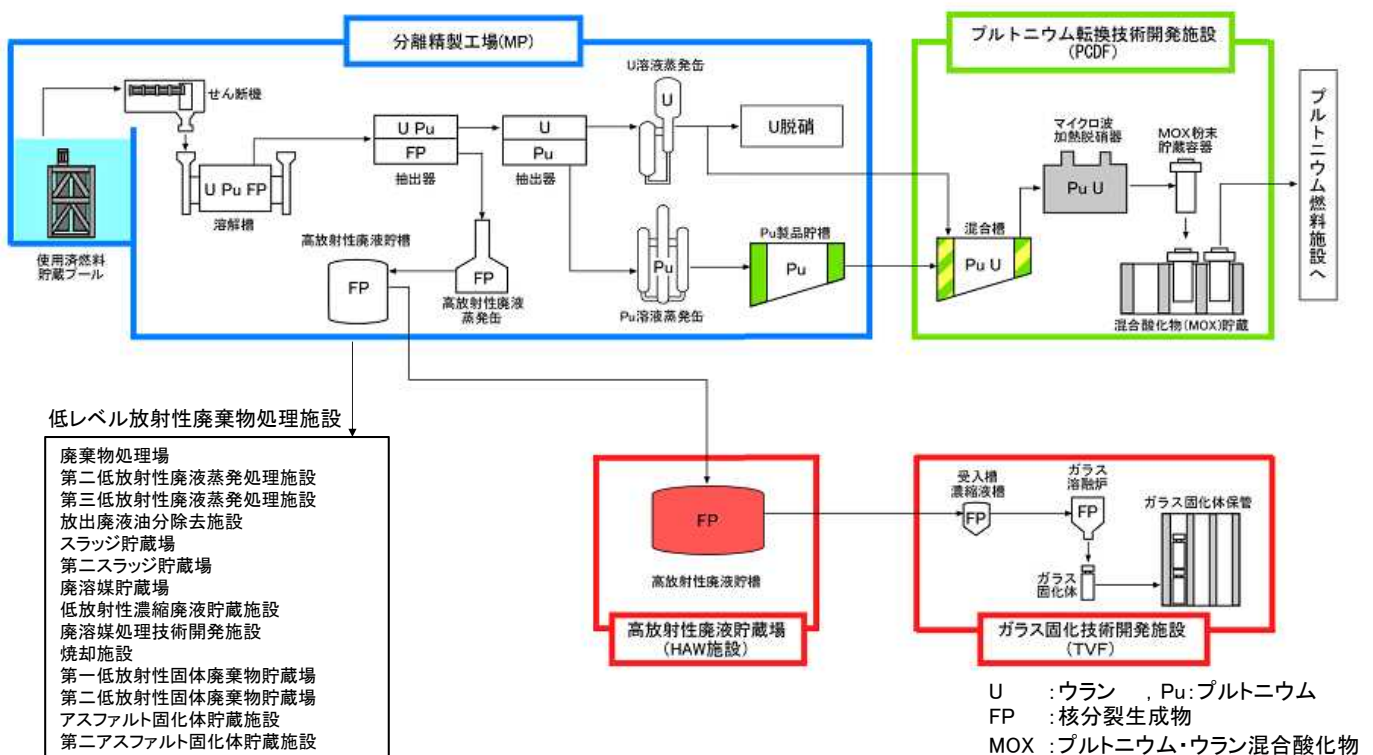 分離精製工場(MP)
せん断機
U Pu FP
溶解槽
使用済燃料
貯蔵プール
U Pu
FP
抽出器
U
Pu
抽出器
U溶液蒸発缶
U
U脱硝
高放射性廃液貯槽
FP
FP
高放射性廃液
蒸発缶
Pu
Pu溶液蒸発缶
Pu製品貯槽
Pu
プルトニウム転換技術開発施設
(PCDF)
マイクロ波
加熱脱硝器
Pu U
MOX粉末
貯蔵容器
混合槽
Pu U
混合酸化物(MOX)貯蔵
プルトニウム燃料施設へ
低レベル放射性廃棄物処理施設
廃棄物処理場
第二低放射性廃液蒸発処理施設
第三低放射性廃液蒸発処理施設
放出廃液油分除去施設
スラッジ貯蔵場
第二スラッジ貯蔵場
廃溶媒貯蔵場
低放射性濃縮廃液貯蔵施設
廃溶媒処理技術開発施設
焼却施設
第一低放射性固体廃棄物貯蔵場
第二低放射性固体廃棄物貯蔵場
アスファルト固化体貯蔵施設
第二アスファルト固化体貯蔵施設
FP
高放射性廃液貯槽
高放射性廃液貯蔵場
(HAW施設)
受入槽
濃縮液槽
FP
ガラス
溶融炉
FP
ガラス
固化体
ガラス固化体保管
ガラス固化技術開発施設
(TVF)
U :ウラン , Pu:プルトニウム
FP :核分裂生成物
MOX :プルトニウム・ウラン混合酸化物